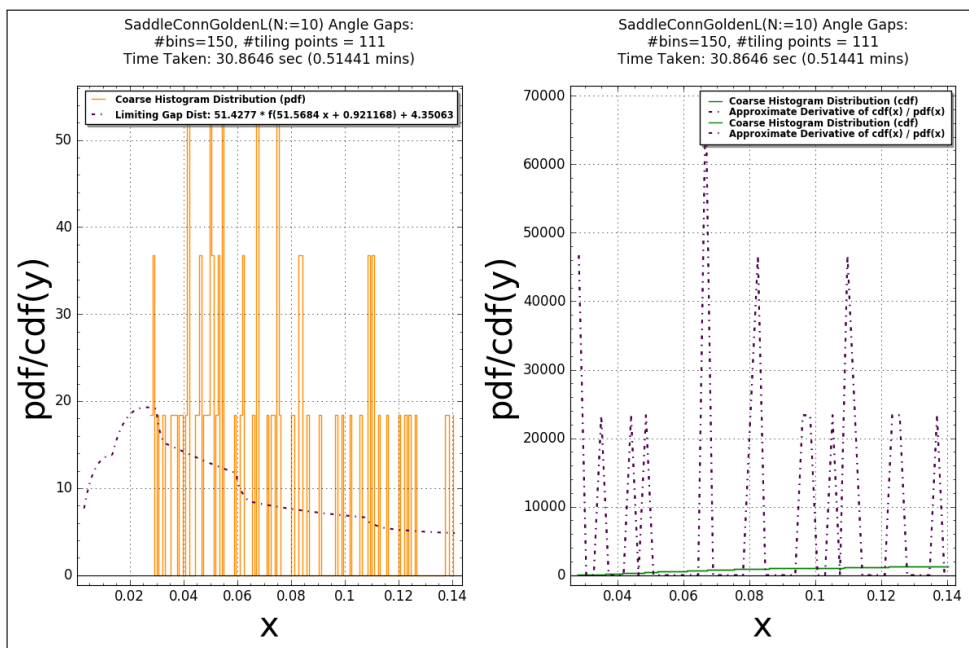 SaddleConnGoldenL(N:=10) Angle Gaps:
#bins=150, #tiling points = 111
Time Taken: 30.8646 sec (0.51441 mins)
Coarse Histogram Distribution (pdf)
Limiting Gap Dist: 51.4277 * f(51.5684 x + 0.921168) + 4.35063
50
40
30
20
10
0
0.02 0.04 0.06 0.08 0.10 0.12 0.14
pdf/cdf(y)
x
SaddleConnGoldenL(N:=10) Angle Gaps:
#bins=150, #tiling points = 111
Time Taken: 30.8646 sec (0.51441 mins)
Coarse Histogram Distribution (cdf)
Approximate Derivative of cdf(x) / pdf(x)
Coarse Histogram Distribution (cdf)
Approximate Derivative of cdf(x) / pdf(x)
70000
60000
50000
40000
30000
20000
10000
0
0.04 0.06 0.08 0.1 0.12 0.14
pdf/cdf(y)
x